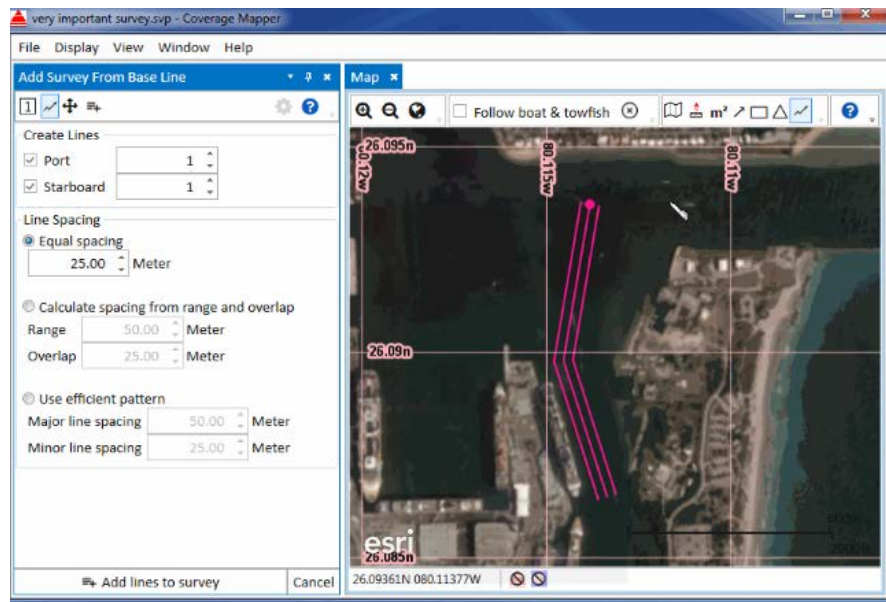 very important survey.svp - Coverage Mapper
File Display View Window Help
Add Survey From Base Line
Map
1
Follow boat & towfish
m²
Create Lines
Port 1
Starboard 1
Line Spacing
Equal spacing
25.00 Meter
Calculate spacing from range and overlap
Range 50.00 Meter
Overlap 25.00 Meter
Use efficient pattern
Major line spacing 50.00 Meter
Minor line spacing 25.00 Meter
26.095n
80.12w
80.115w
80.11w
26.09n
esri
26.085n
Add lines to survey
Cancel
26.09361N 080.11377W